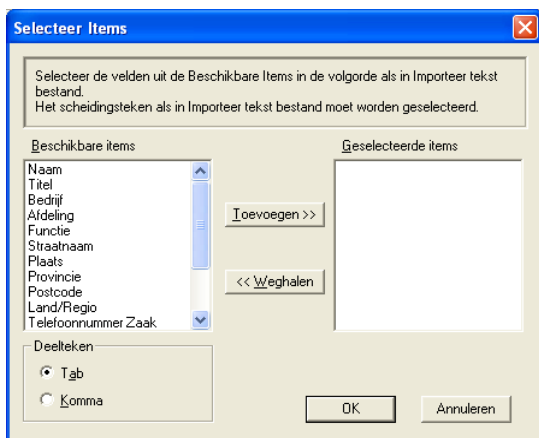 Selecteer Items
Selecteer de velden uit de Beschikbare Items in de volgorde als in Importeer tekst
bestand.
Het scheidingsteken als in Importeer tekst bestand moet worden geselecteerd.
Beschikbare items
Geselecteerde items
Naam
Titel
Bedrijf
Afdeling
Functie
Straatnaam
Plaats
Provincie
Postcode
Land/Regio
Telefoonnummer Zaak
Toevoegen >>
<< Weghalen
Deelteken
Tab
Komma
OK
Annuleren